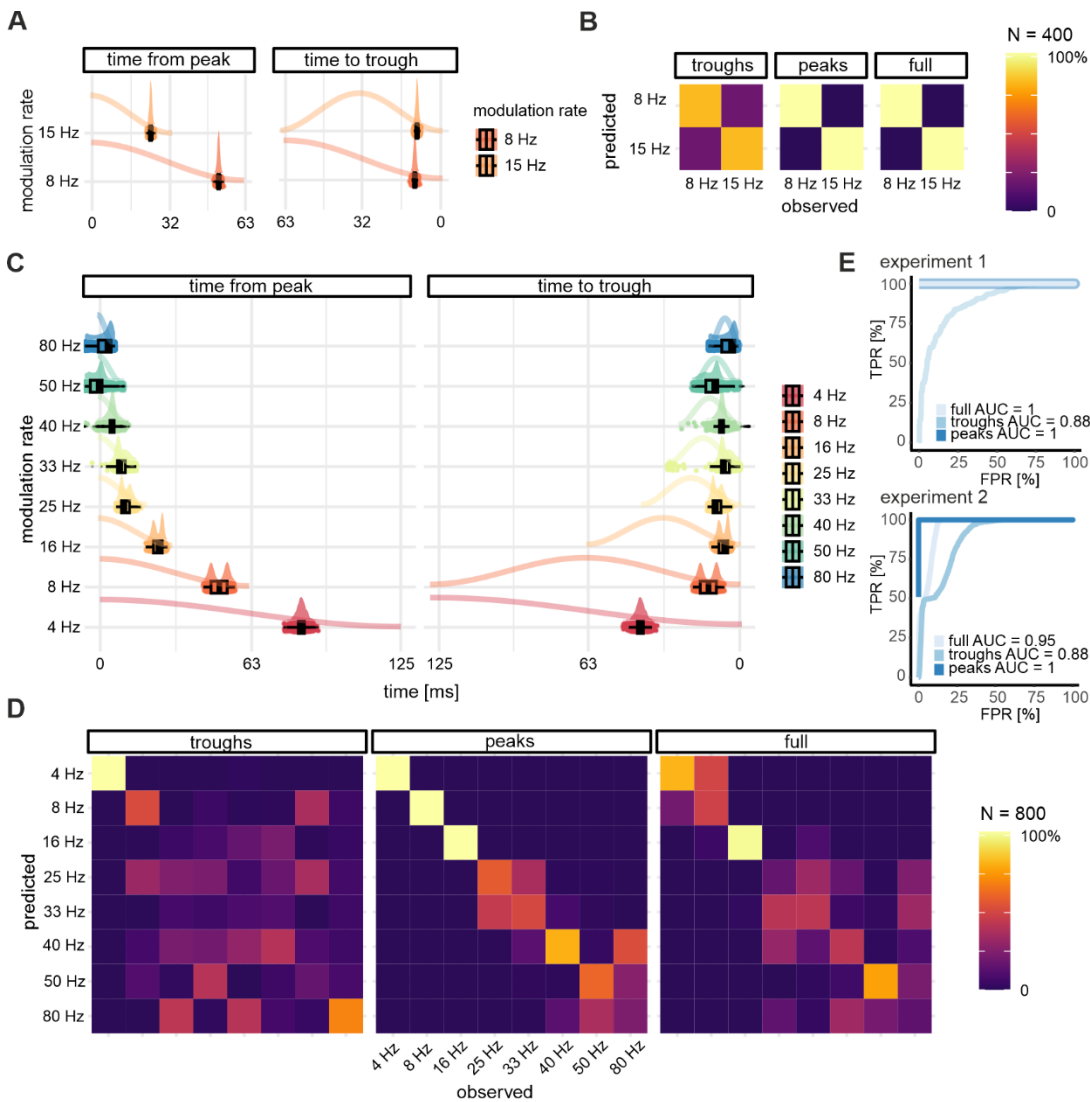 A
time from peak
time to trough
modulation rate
15 Hz
8 Hz
0
32
63
63
32
0
modulation rate
8 Hz
15 Hz
B
troughs
peaks
full
predicted
8 Hz
15 Hz
8 Hz 15 Hz
8 Hz 15 Hz
8 Hz 15 Hz
observed
N = 400
100%
0
C
time from peak
time to trough
modulation rate
80 Hz
50 Hz
40 Hz
33 Hz
25 Hz
16 Hz
8 Hz
4 Hz
0
63
125
125
63
0
time [ms]
4 Hz
8 Hz
16 Hz
25 Hz
33 Hz
40 Hz
50 Hz
80 Hz
E
experiment 1
TPR [%]
100
75
50
25
0
full AUC = 1
troughs AUC = 0.88
peaks AUC = 1
0
25
50
75
100
FPR [%]
experiment 2
TPR [%]
100
75
50
25
0
full AUC = 0.95
troughs AUC = 0.88
peaks AUC = 1
0
25
50
75
100
FPR [%]
D
troughs
peaks
full
predicted
4 Hz
8 Hz
16 Hz
25 Hz
33 Hz
40 Hz
50 Hz
80 Hz
4 Hz
8 Hz
16 Hz
25 Hz
33 Hz
40 Hz
50 Hz
80 Hz
observed
N = 800
100%
0